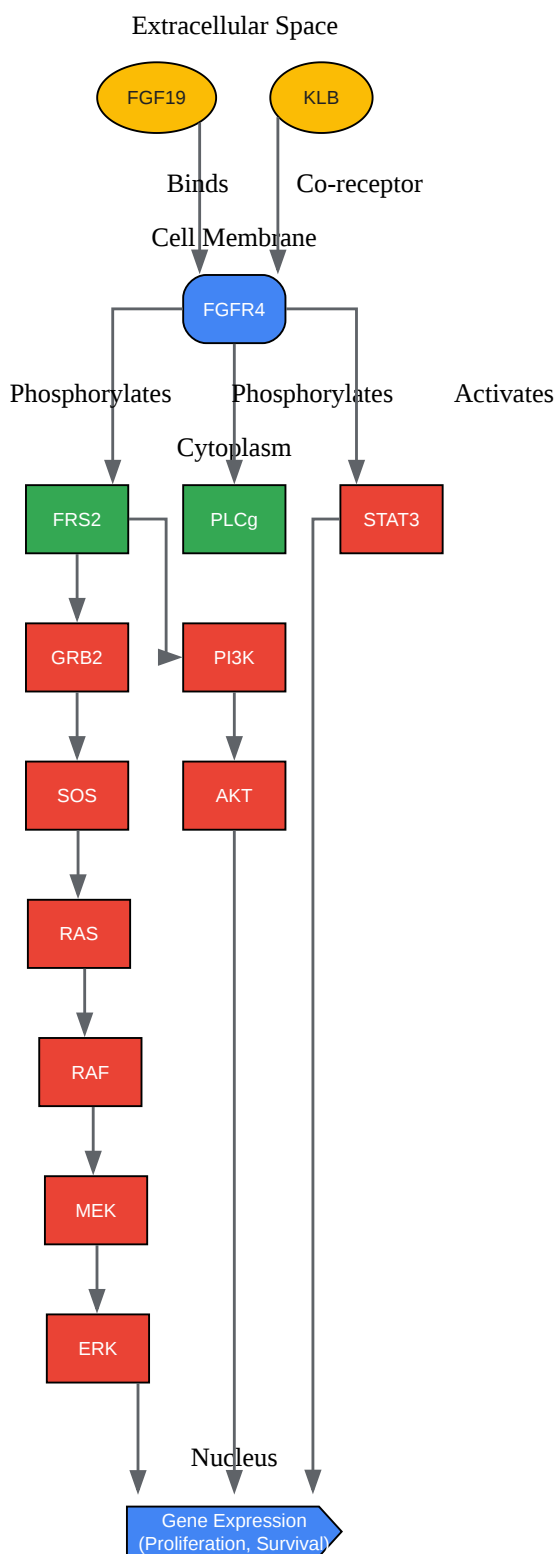 Extracellular Space
FGF19
KLB
Binds
Co-receptor
Cell Membrane
FGFR4
Phosphorylates
Phosphorylates
Activates
Cytoplasm
FRS2
PLCg
STAT3
GRB2
PI3K
SOS
AKT
RAS
RAF
MEK
ERK
Nucleus
Gene Expression
(Proliferation, Survival)